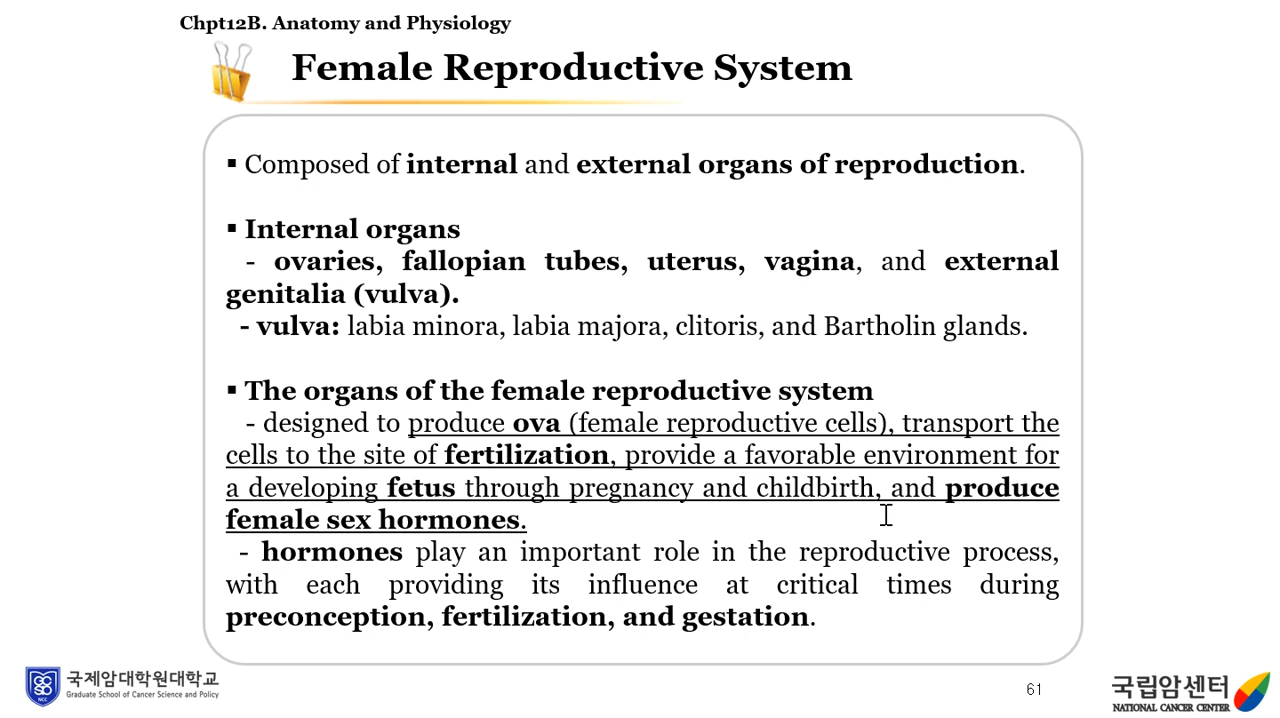 Chpt12B. Anatomy and Physiology
Female Reproductive System
▪ Composed of internal and external organs of reproduction.
▪ Internal organs
- ovaries, fallopian tubes, uterus, vagina, and external
genitalia (vulva).
- vulva: labia minora, labia majora, clitoris, and Bartholin glands.
▪ The organs of the female reproductive system
- designed to produce ova (female reproductive cells), transport the
cells to the site of fertilization, provide a favorable environment for
a developing fetus through pregnancy and childbirth, and produce
female sex hormones.
- hormones play an important role in the reproductive process,
with each providing its influence at critical times during
preconception, fertilization, and gestation.
NCC
국제암대학원대학교
Graduate School of Cancer Science and Policy
61
국립암센터
NATIONAL CANCER CENTER